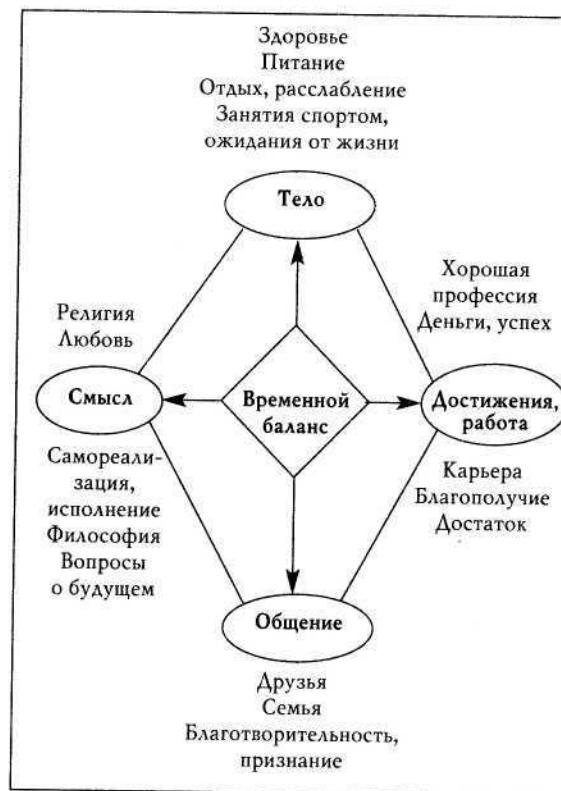 Здоровье
Питание
Отдых, расслабление
Занятия спортом,
ожидания от жизни
Тело
Хорошая
профессия
Деньги, успех
Религия
Любовь
Смысл
Временной
баланс
Достижения,
работа
Самореали-
зация,
исполнение
Философия
Вопросы
о будущем
Карьера
Благополучие
Достаток
Общение
Друзья
Семья
Благотворительность,
признание